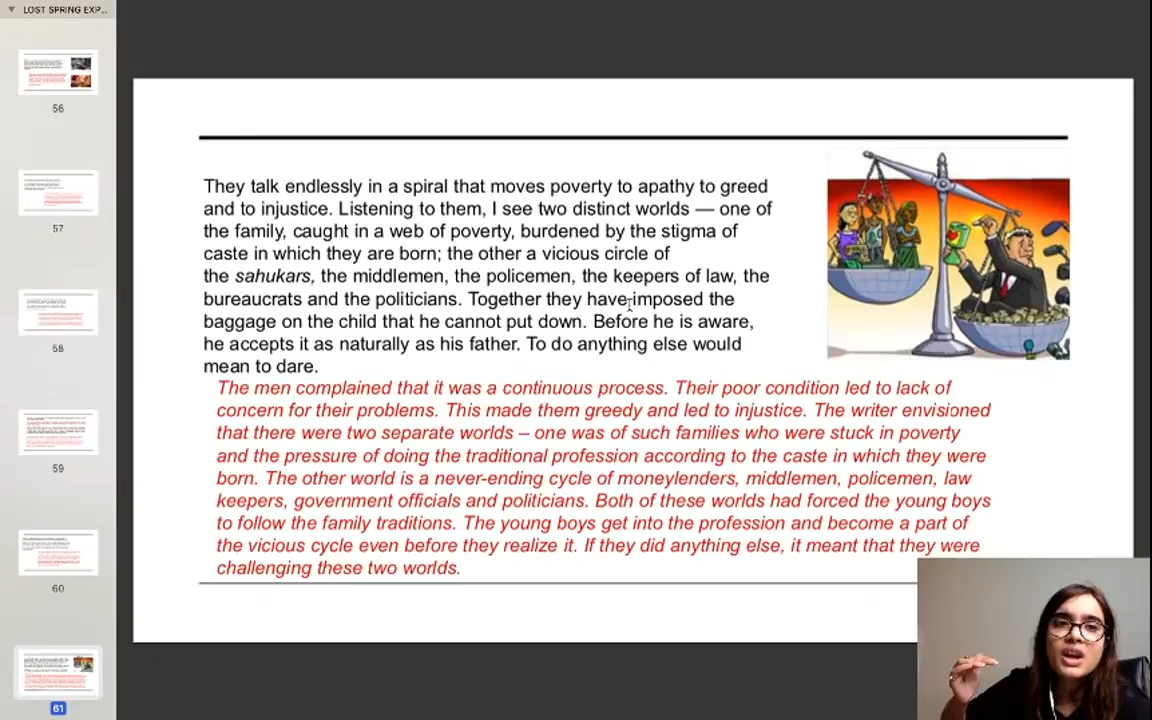 LOST SPRING EXP...
56
57
58
59
60
61
They talk endlessly in a spiral that moves poverty to apathy to greed
and to injustice. Listening to them, I see two distinct worlds — one of
the family, caught in a web of poverty, burdened by the stigma of
caste in which they are born; the other a vicious circle of
the sahukars, the middlemen, the policemen, the keepers of law, the
bureaucrats and the politicians. Together they have imposed the
baggage on the child that he cannot put down. Before he is aware,
he accepts it as naturally as his father. To do anything else would
mean to dare.
The men complained that it was a continuous process. Their poor condition led to lack of
concern for their problems. This made them greedy and led to injustice. The writer envisioned
that there were two separate worlds – one was of such families who were stuck in poverty
and the pressure of doing the traditional profession according to the caste in which they were
born. The other world is a never-ending cycle of moneylenders, middlemen, policemen, law
keepers, government officials and politicians. Both of these worlds had forced the young boys
to follow the family traditions. The young boys get into the profession and become a part of
the vicious cycle even before they realize it. If they did anything else, it meant that they were
challenging these two worlds.